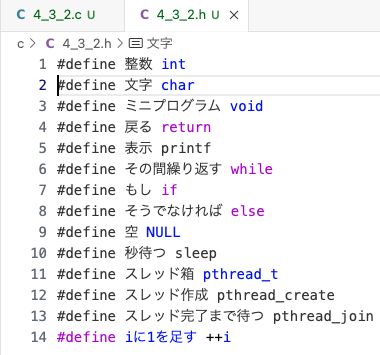 C 4_3_2.c U
C 4_3_2.h U ×
c > C 4_3_2.h > 文字
1 #define 整数 int
2 #define 文字 char
3 #define ミニプログラム void
4 #define 戻る return
5 #define 表示 printf
6 #define その間繰り返す while
7 #define もし if
8 #define そうでなければ else
9 #define 空 NULL
10 #define 秒待つ sleep
11 #define スレッド箱 pthread_t
12 #define スレッド作成 pthread_create
13 #define スレッド完了まで待つ pthread_join
14 #define iに1を足す ++i